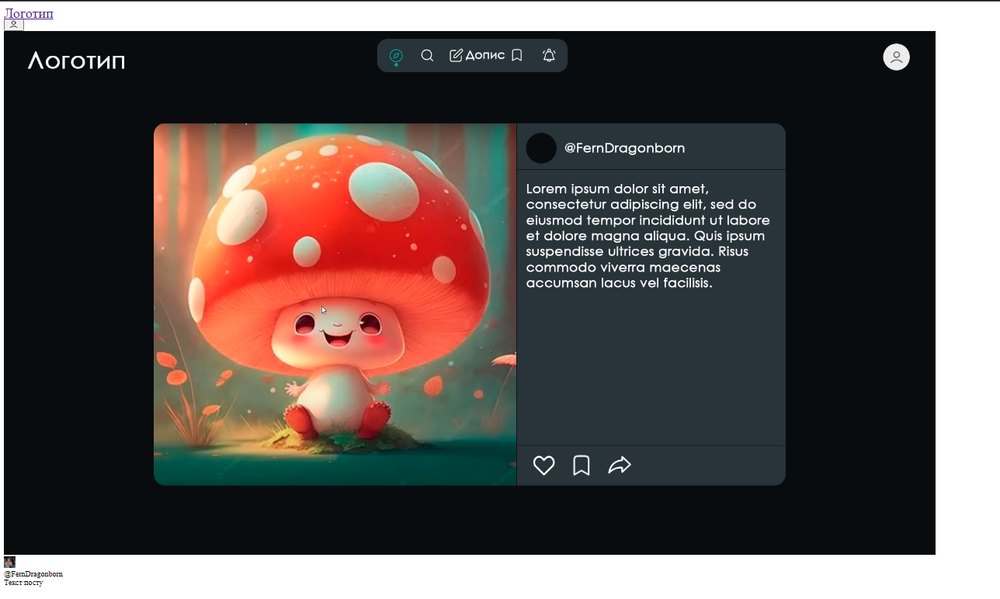 Логотип
Логотип
Допис
@FernDragonborn
Lorem ipsum dolor sit amet,
consectetur adipiscing elit, sed do
eiusmod tempor incididunt ut labore
et dolore magna aliqua. Quis ipsum
suspendisse ultrices gravida. Risus
commodo viverra maecenas
accumsan lacus vel facilisis.
@FernDragonborn
Текст посту